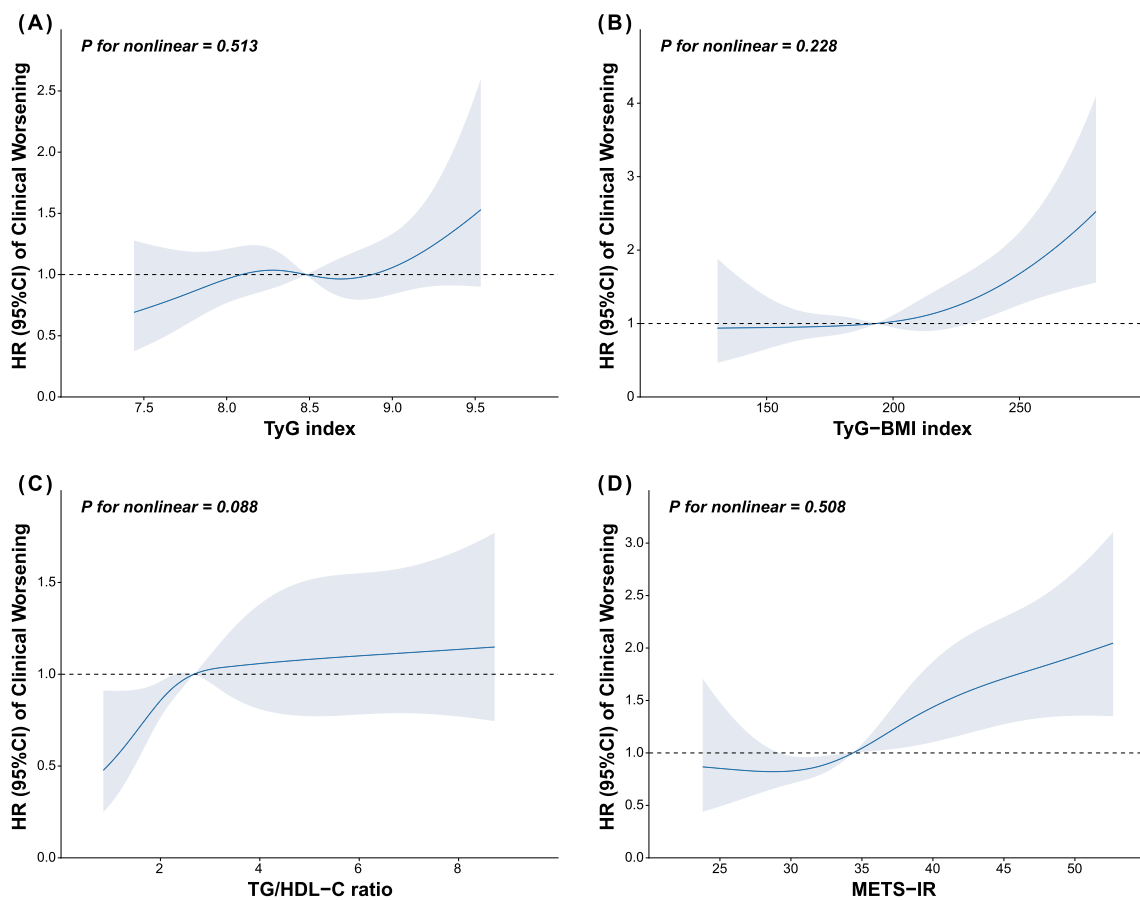 (A)
P for nonlinear = 0.513
HR (95%CI) of Clinical Worsening
2.5
2.0
1.5
1.0
0.5
0.0
7.5 8.0 8.5 9.0 9.5
TyG index
(B)
P for nonlinear = 0.228
HR (95%CI) of Clinical Worsening
4
3
2
1
0
150 200 250
TyG−BMI index
(C)
P for nonlinear = 0.088
HR (95%CI) of Clinical Worsening
1.5
1.0
0.5
0.0
2 4 6 8
TG/HDL−C ratio
(D)
P for nonlinear = 0.508
HR (95%CI) of Clinical Worsening
3.0
2.5
2.0
1.5
1.0
0.5
0.0
25 30 35 40 45 50
METS−IR